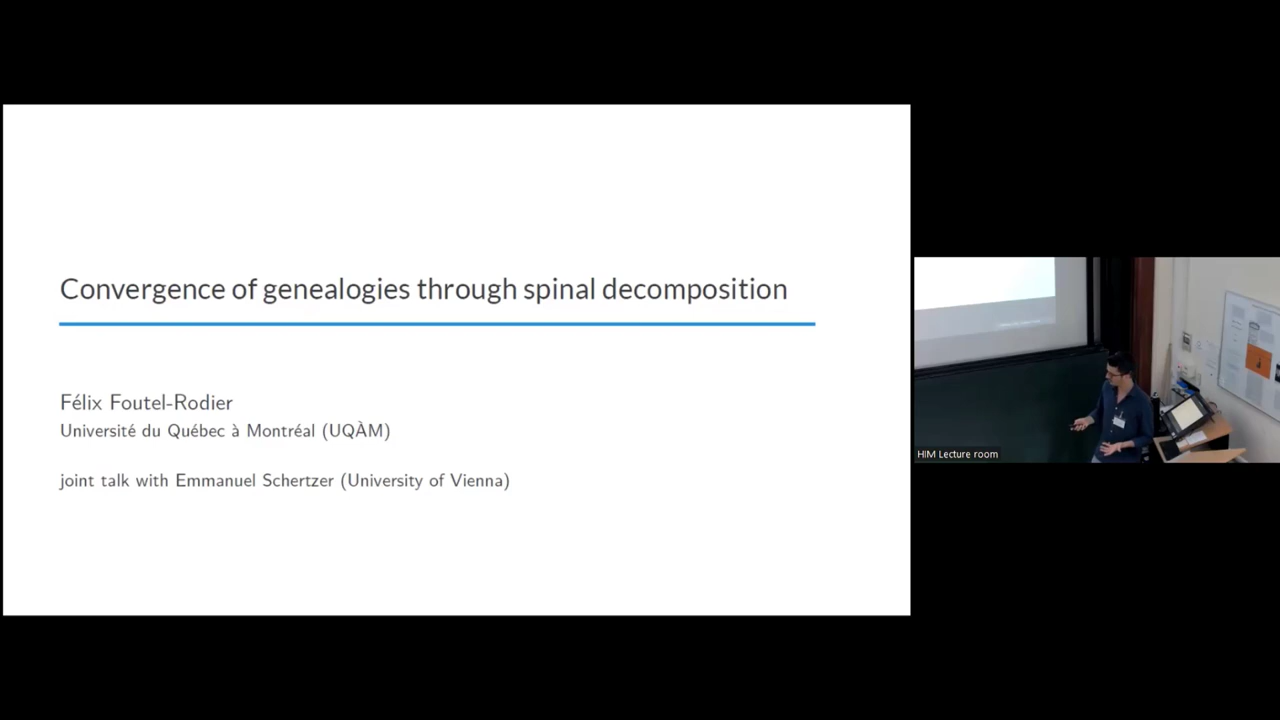 Convergence of genealogies through spinal decomposition
Félix Foutel-Rodier
Université du Québec à Montréal (UQÀM)
joint talk with Emmanuel Schertzer (University of Vienna)
HIM Lecture room